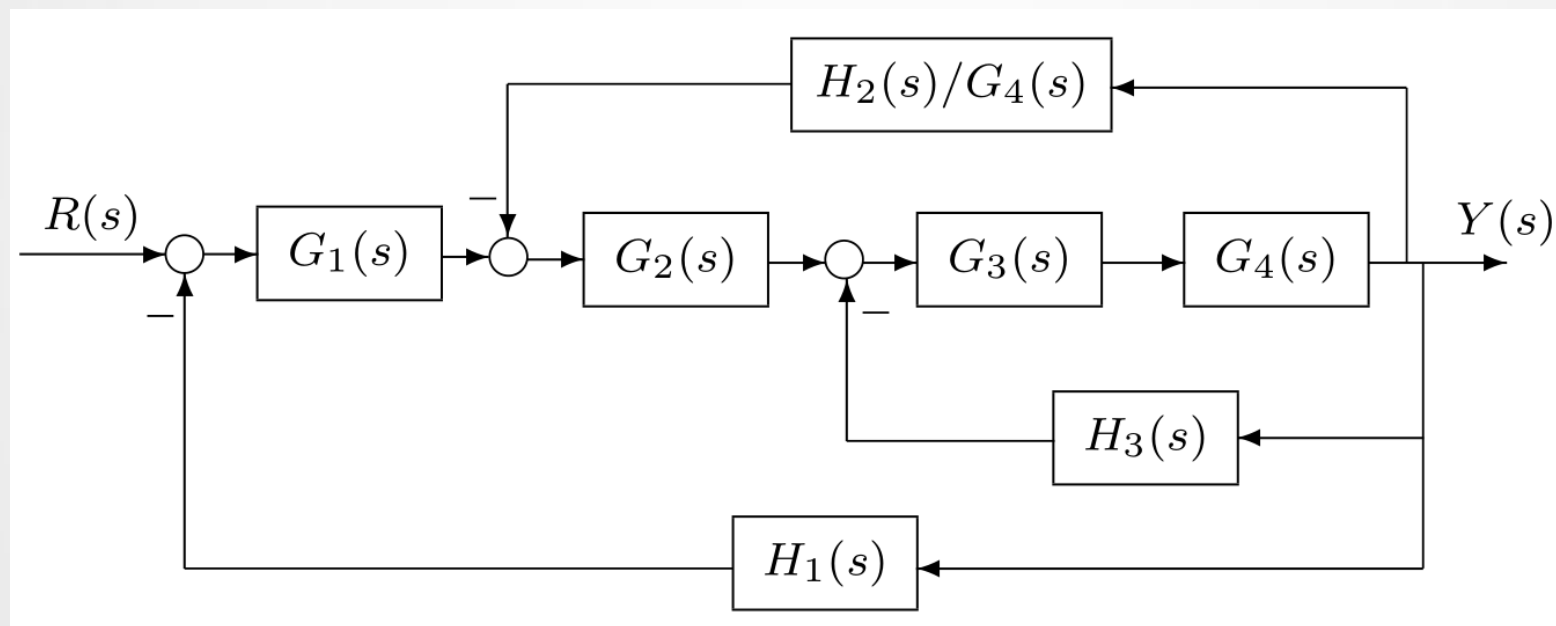 H₂(s)/G₄(s)
R(s)
Y(s)
−
G₁(s)
G₂(s)
G₃(s)
G₄(s)
−
−
H₃(s)
H₁(s)